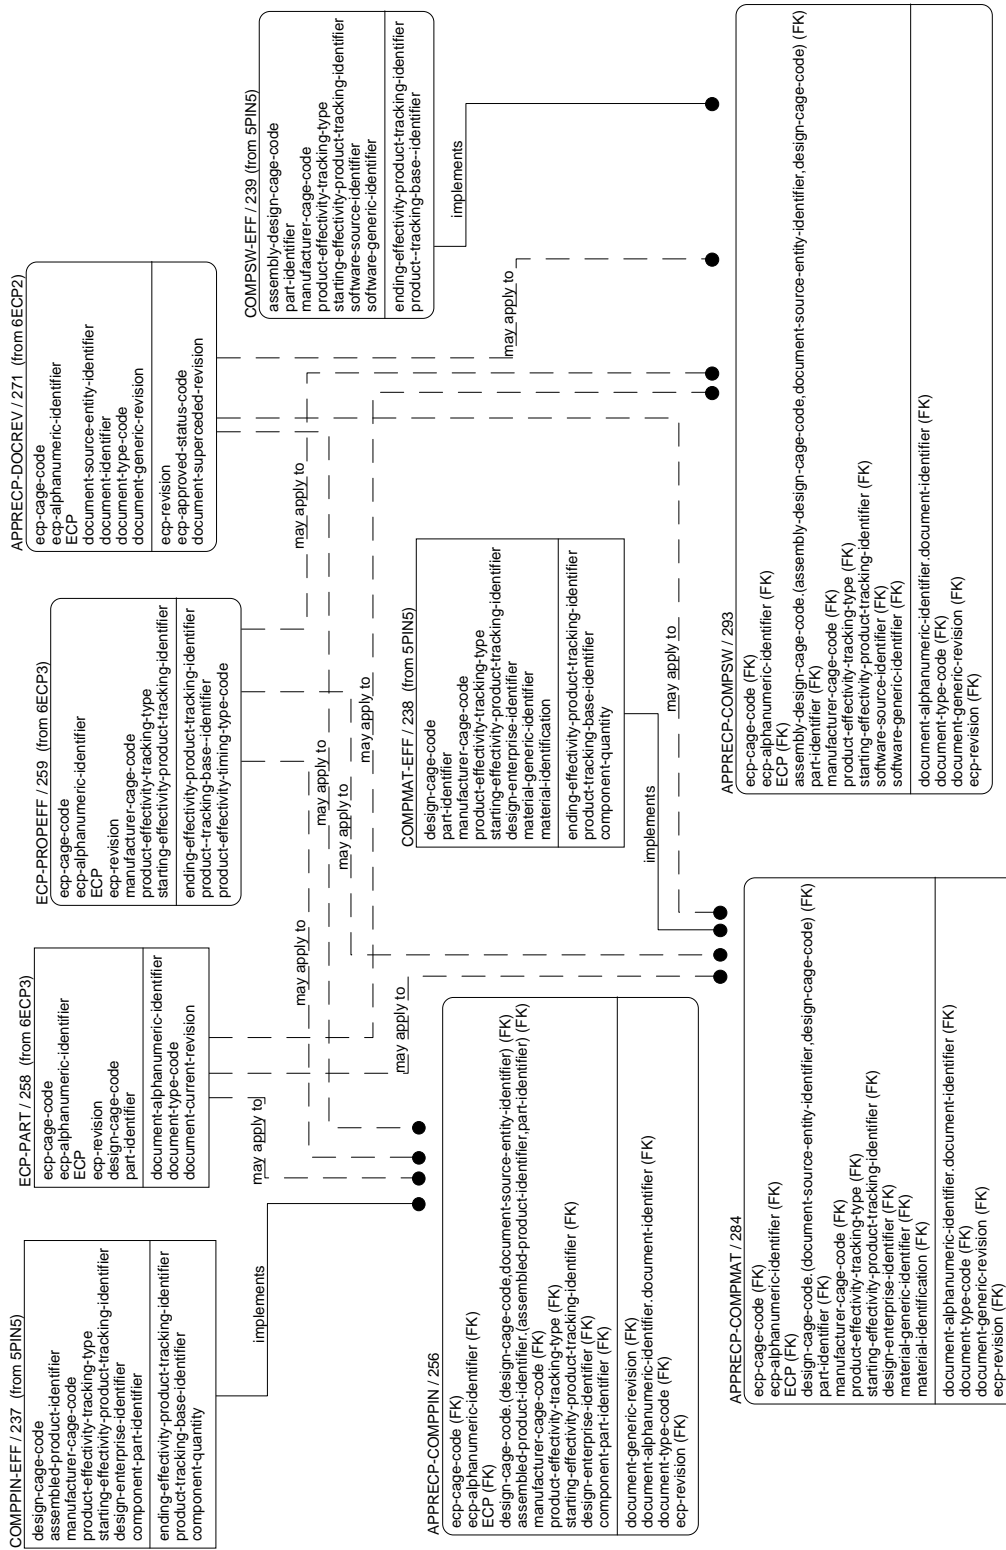 COMPPIN-EFF / 237  (from 5PIN5)
design-cage-code
assembled-product-identifier
manufacturer-cage-code
product-effectivity-tracking-type
starting-effectivity-product-tracking-identifier
design-enterprise-identifier
component-part-identifier
ending-effectivity-product-tracking-identifier
product-tracking-base-identifier
component-quantity
implements
ECP-PART / 258  (from 6ECP3)
ecp-cage-code
ecp-alphanumeric-identifier
ECP
ecp-revision
design-cage-code
part-identifier
document-alphanumeric-identifier
document-type-code
document-current-revision
may apply to
may apply to
may apply to
ECP-PROPEFF / 259  (from 6ECP3)
ecp-cage-code
ecp-alphanumeric-identifier
ECP
ecp-revision
manufacturer-cage-code
product-effectivity-tracking-type
starting-effectivity-product-tracking-identifier
ending-effectivity-product-tracking-identifier
product--tracking-base--identifier
product-effectivity-timing-type-code
may apply to
may apply to
may apply to
APPRECP-DOCREV / 271  (from 6ECP2)
ecp-cage-code
ecp-alphanumeric-identifier
ECP
document-source-entity-identifier
document-identifier
document-type-code
document-generic-revision
ecp-revision
ecp-approved-status-code
document-superceded-revision
may apply to
may apply to
may apply to
COMPSW-EFF / 239 (from 5PIN5)
assembly-design-cage-code
part-identifier
manufacturer-cage-code
product-effectivity-tracking-type
starting-effectivity-product-tracking-identifier
software-source-identifier
software-generic-identifier
ending-effectivity-product-tracking-identifier
product--tracking-base--identifier
implements
COMPMAT-EFF / 238  (from 5PIN5)
design-cage-code
part-identifier
manufacturer-cage-code
product-effectivity-tracking-type
starting-effectivity-product-tracking-identifier
design-enterprise-identifier
material-generic-identifier
material-identification
ending-effectivity-product-tracking-identifier
product-tracking-base-identifier
component-quantity
implements
APPRECP-COMPPIN / 256
ecp-cage-code (FK)
ecp-alphanumeric-identifier (FK)
ECP (FK)
design-cage-code.(design-cage-code,document-source-entity-identifier) (FK)
assembled-product-identifier.(assembled-product-identifier,part-identifier) (FK)
manufacturer-cage-code (FK)
product-effectivity-tracking-type (FK)
starting-effectivity-product-tracking-identifier (FK)
design-enterprise-identifier (FK)
component-part-identifier (FK)
document-generic-revision (FK)
document-alphanumeric-identifier.document-identifier (FK)
document-type-code (FK)
ecp-revision (FK)
APPRECP-COMPMAT / 284
ecp-cage-code (FK)
ecp-alphanumeric-identifier (FK)
ECP (FK)
design-cage-code.(document-source-entity-identifier,design-cage-code) (FK)
part-identifier (FK)
manufacturer-cage-code (FK)
product-effectivity-tracking-type (FK)
starting-effectivity-product-tracking-identifier (FK)
design-enterprise-identifier (FK)
material-generic-identifier (FK)
material-identification (FK)
document-alphanumeric-identifier.document-identifier (FK)
document-type-code (FK)
document-generic-revision (FK)
ecp-revision (FK)
APPRECP-COMPSW / 293
ecp-cage-code (FK)
ecp-alphanumeric-identifier (FK)
ECP (FK)
assembly-design-cage-code.(assembly-design-cage-code,document-source-entity-identifier,design-cage-code) (FK)
part-identifier (FK)
manufacturer-cage-code (FK)
product-effectivity-tracking-type (FK)
starting-effectivity-product-tracking-identifier (FK)
software-source-identifier (FK)
software-generic-identifier (FK)
document-alphanumeric-identifier.document-identifier (FK)
document-type-code (FK)
document-generic-revision (FK)
ecp-revision (FK)